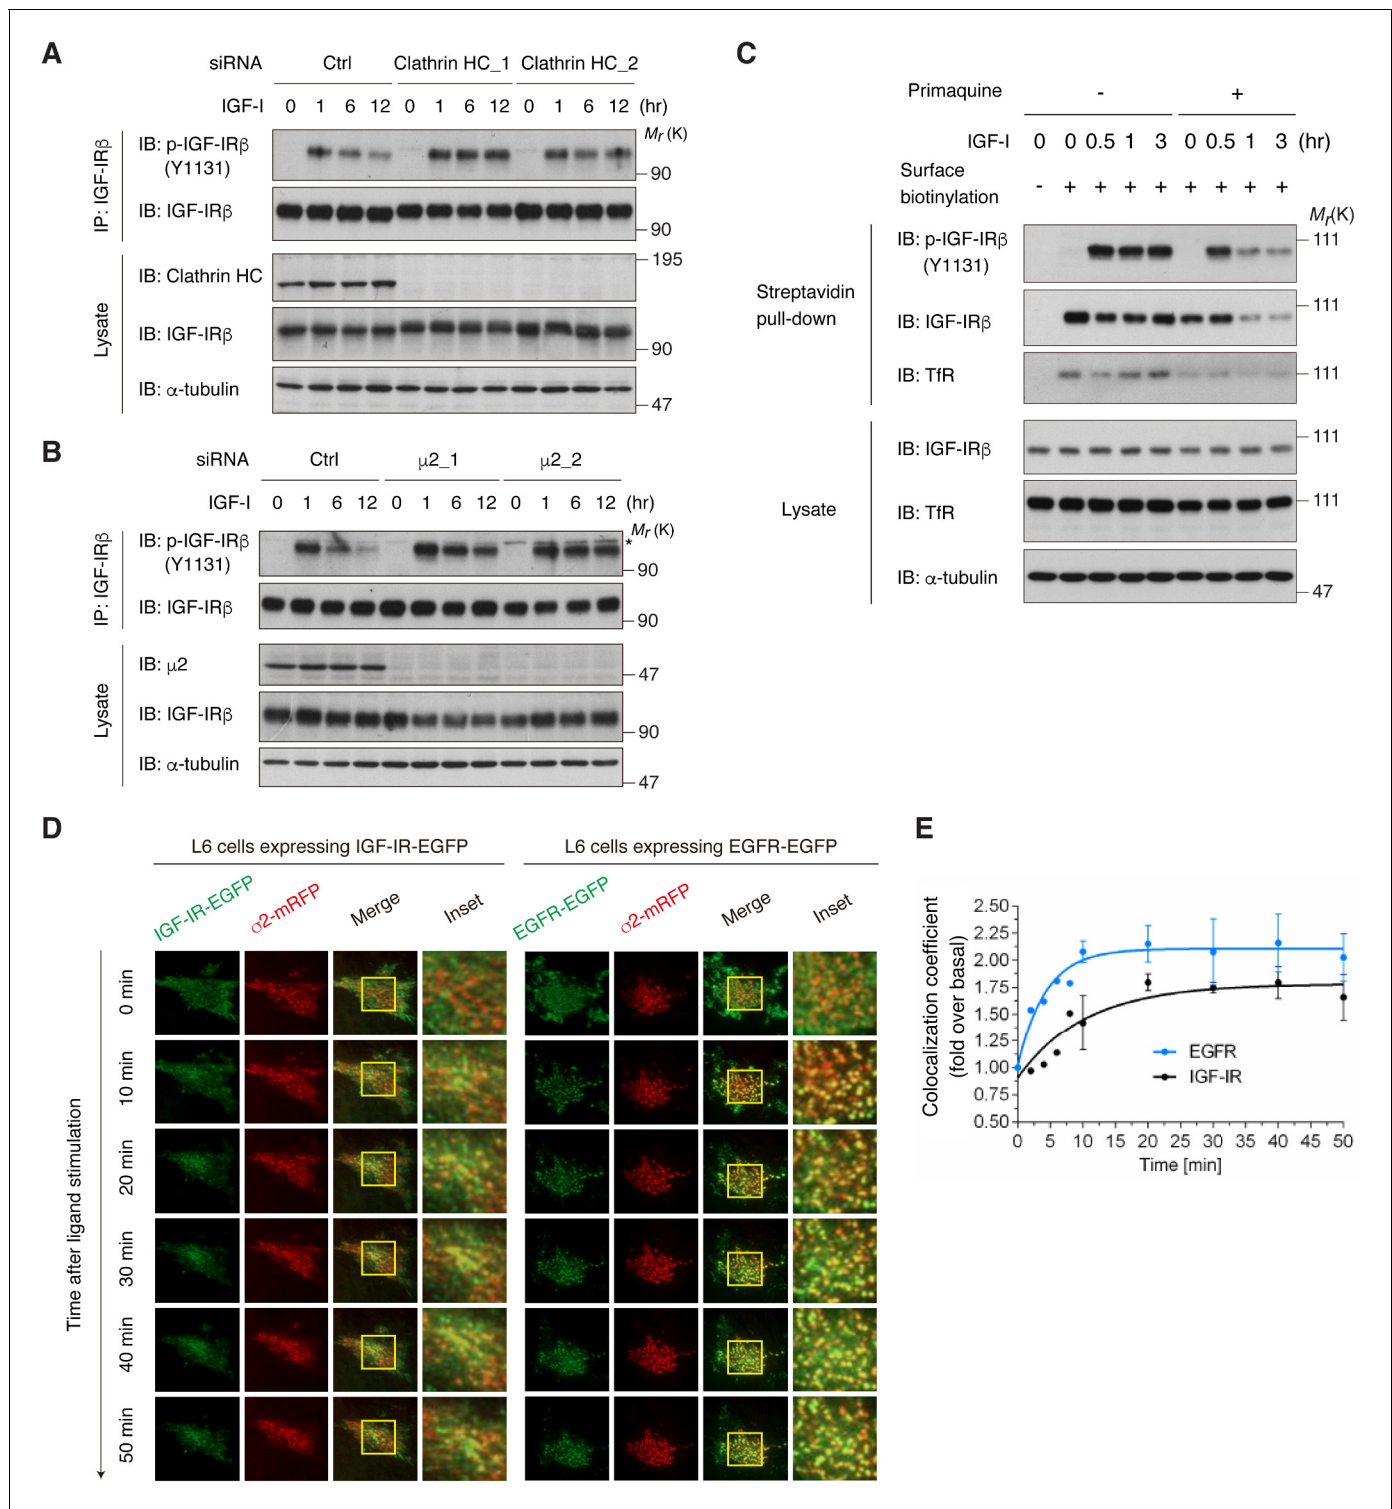 A
siRNA Ctrl Clathrin HC_1 Clathrin HC_2
IGF-I 0 1 6 12 0 1 6 12 0 1 6 12 (hr)
IP: IGF-IRβ
IB: p-IGF-IRβ
(Y1131)
Mr (K)
90
IB: IGF-IRβ
90
Lysate
195
IB: Clathrin HC
IB: IGF-IRβ
90
IB: α-tubulin
47
B
siRNA Ctrl μ2_1 μ2_2
IGF-I 0 1 6 12 0 1 6 12 0 1 6 12 (hr)
IP: IGF-IRβ
IB: p-IGF-IRβ
(Y1131)
Mr (K)
*
90
IB: IGF-IRβ
90
Lysate
IB: μ2
47
IB: IGF-IRβ
90
IB: α-tubulin
47
C
Primaquine - +
IGF-I 0 0 0.5 1 3 0 0.5 1 3 (hr)
Surface
biotinylation
- + + + + + + + +
Mr(K)
Streptavidin
pull-down
IB: p-IGF-IRβ
(Y1131)
111
IB: IGF-IRβ
111
IB: TfR
111
Lysate
IB: IGF-IRβ
111
IB: TfR
111
IB: α-tubulin
47
D
L6 cells expressing IGF-IR-EGFP
L6 cells expressing EGFR-EGFP
IGF-IR-EGFP
σ2-mRFP
Merge
Inset
EGFR-EGFP
σ2-mRFP
Merge
Inset
Time after ligand stimulation
0 min
10 min
20 min
30 min
40 min
50 min
E
Colocalization coefficient
(fold over basal)
2.50
2.25
2.00
1.75
1.50
1.25
1.00
0.75
0.50
EGFR
IGF-IR
0 5 10 15 20 25 30 35 40 45 50
Time [min]